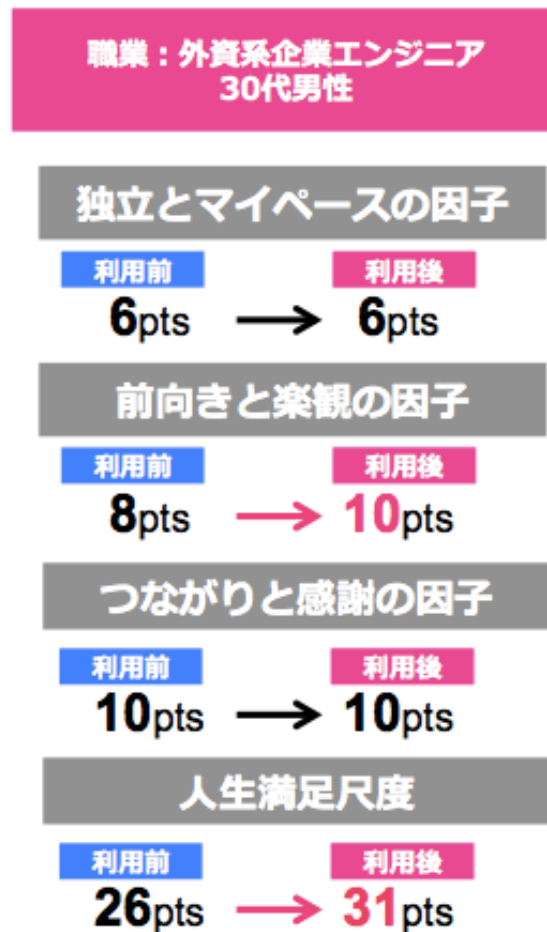 職業：外資系企業エンジニア
30代男性
独立とマイペースの因子
利用前 利用後
6pts → 6pts
前向きと楽観の因子
利用前 利用後
8pts → 10pts
つながりと感謝の因子
利用前 利用後
10pts → 10pts
人生満足尺度
利用前 利用後
26pts → 31pts